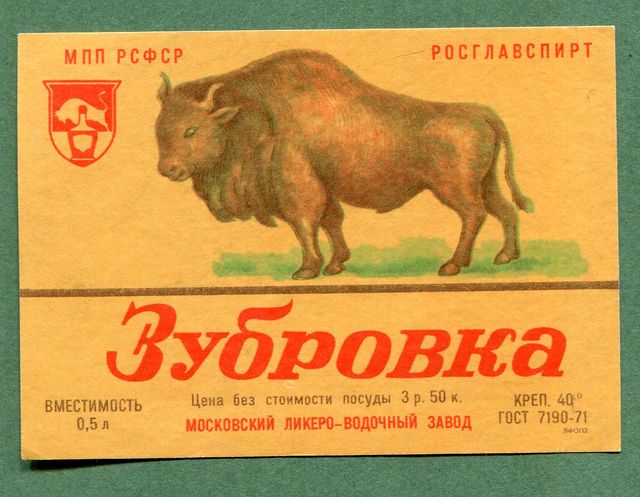 МПП РСФСР
РОСГЛАВСПИРТ
Зубровка
ВМЕСТИМОСТЬ
0,5 л
Цена без стоимости посуды 3 р. 50 к.
МОСКОВСКИЙ ЛИКЕРО-ВОДОЧНЫЙ ЗАВОД
КРЕП. 40°
ГОСТ 7190-71